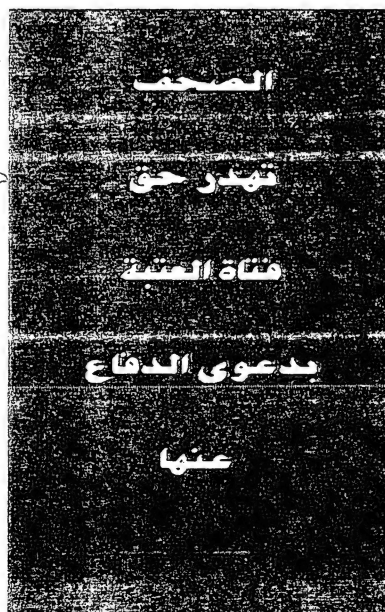 الصحف
تهدر حق
فتاة العتبة
بدعوى الدفاع
عنها